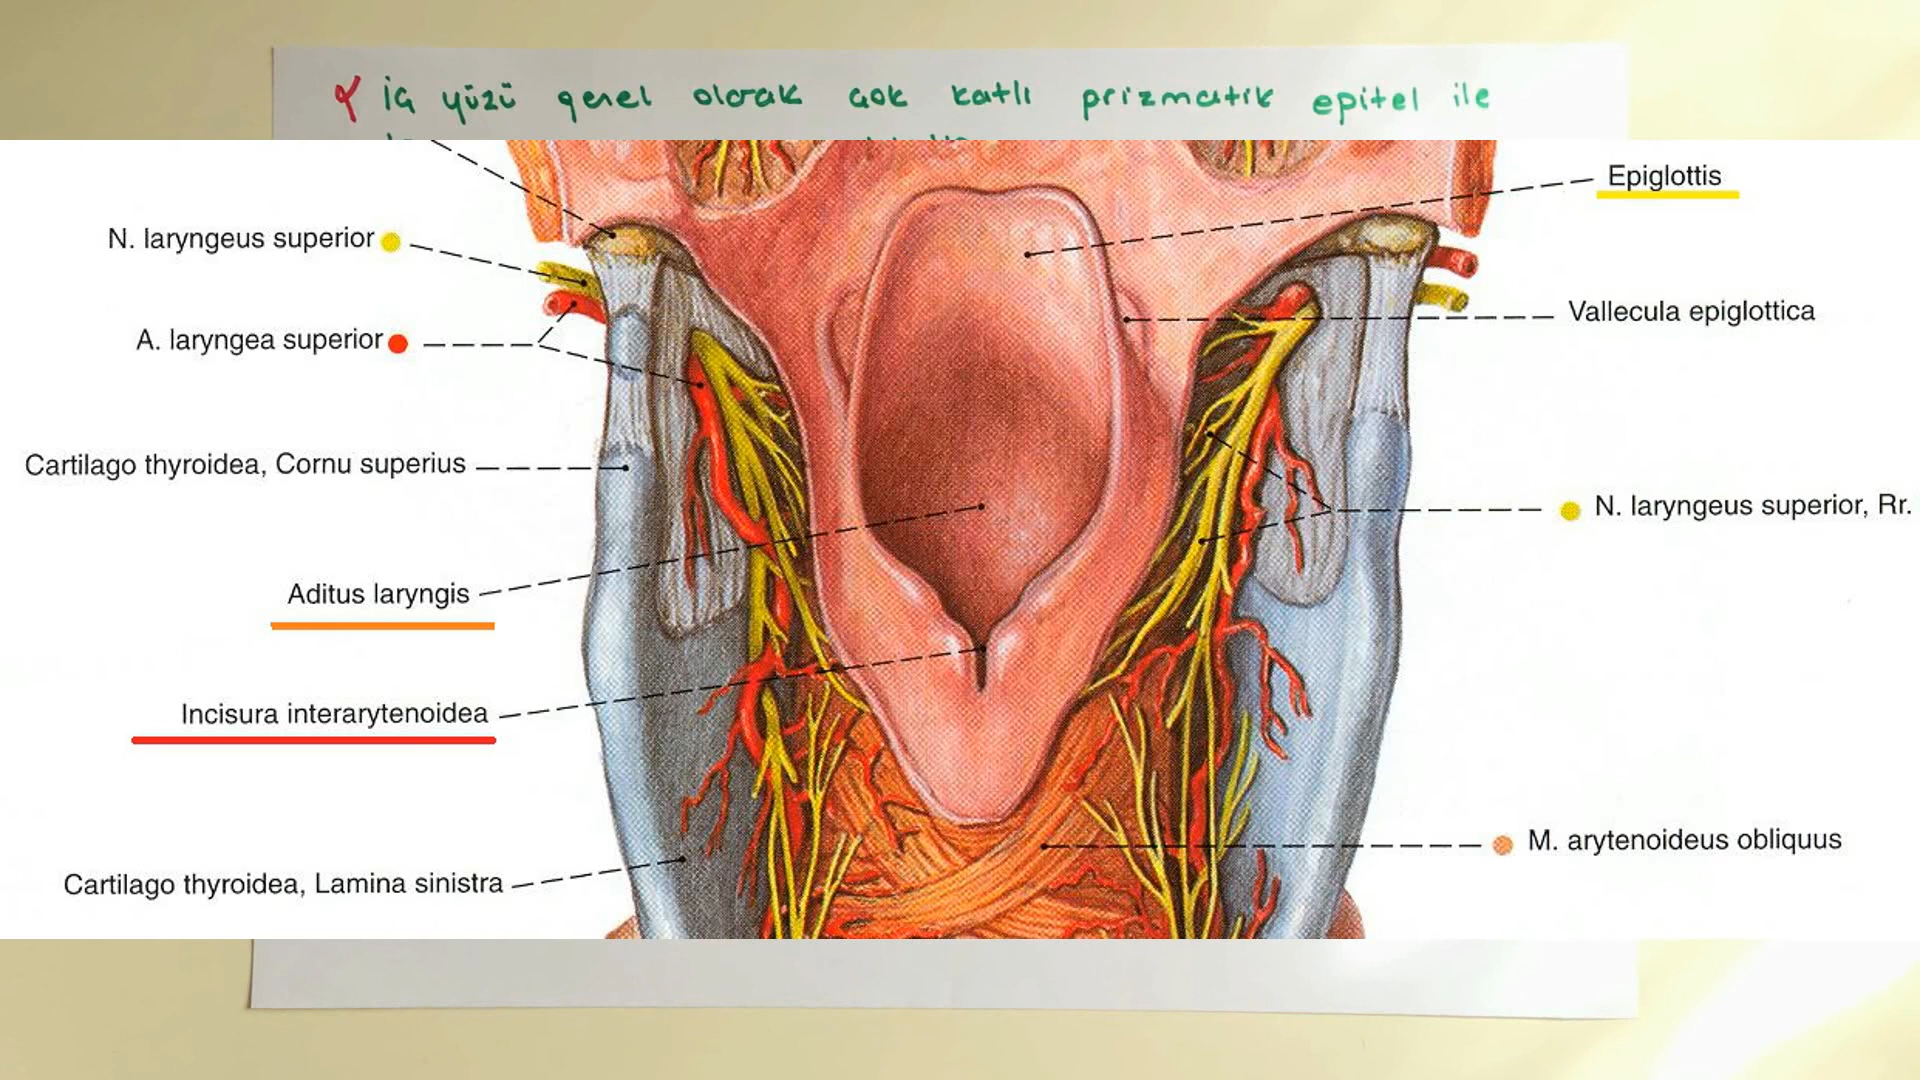 İç yüzü genel olarak çok katlı prizmatik epitel ile
Epiglottis
N. laryngeus superior
Vallecula epiglottica
A. laryngea superior
Cartilago thyroidea, Cornu superius
N. laryngeus superior, Rr.
Aditus laryngis
Incisura interarytenoidea
M. arytenoideus obliquus
Cartilago thyroidea, Lamina sinistra